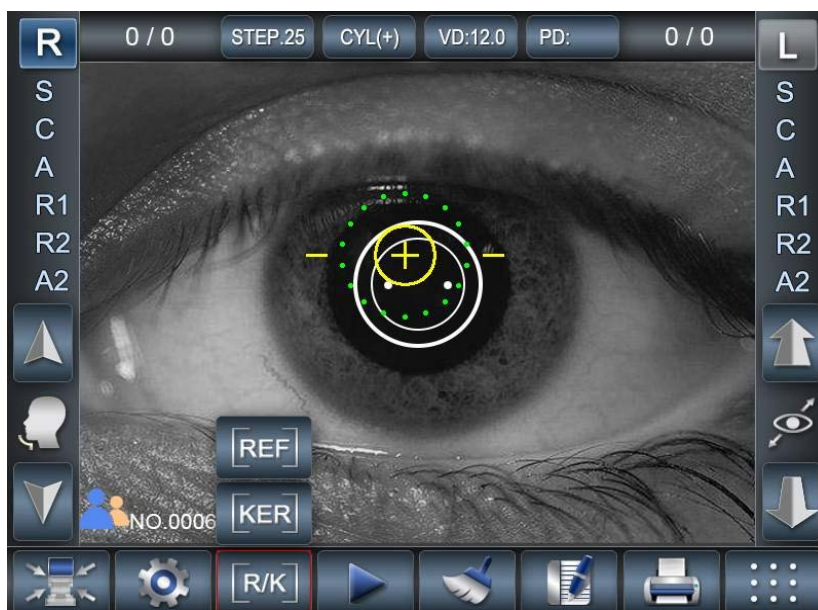 R 0 / 0 STEP.25 CYL(+) VD:12.0 PD: 0 / 0 L
S S
C C
A A
R1 R1
R2 R2
A2 A2
[REF]
NO.0006 [KER]
[R/K]